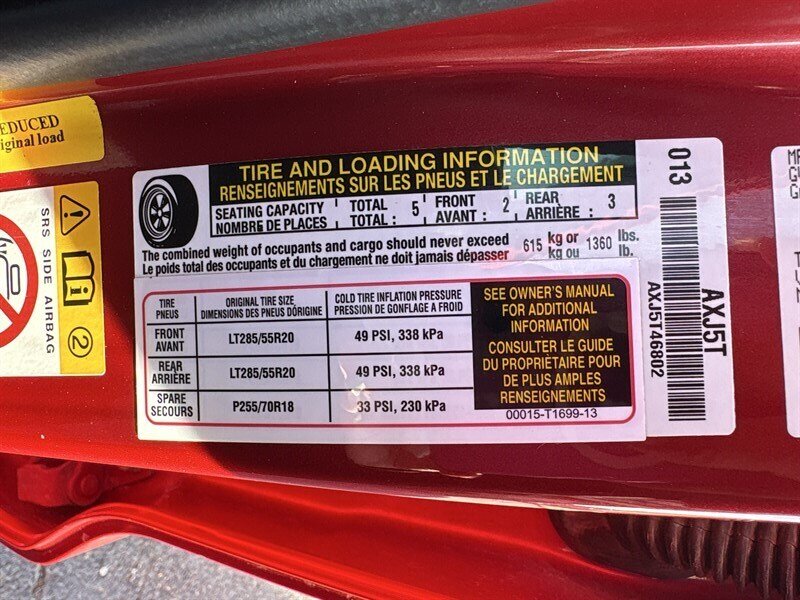 EDUCED
iginal load
SRS SIDE AIRBAG
2
TIRE AND LOADING INFORMATION
RENSEIGNEMENTS SUR LES PNEUS ET LE CHARGEMENT
SEATING CAPACITY TOTAL 5 FRONT 2 REAR 3
NOMBRE DE PLACES TOTAL : AVANT : ARRIÈRE :
The combined weight of occupants and cargo should never exceed 615 kg or 1360 lbs.
Le poids total des occupants et du chargement ne doit jamais dépasser kg ou lb.
TIRE ORIGINAL TIRE SIZE COLD TIRE INFLATION PRESSURE
PNEUS DIMENSIONS DES PNEUS DÓRIGINE PRESSION DE GONFLAGE A FROID
FRONT
AVANT LT285/55R20 49 PSI, 338 kPa
REAR
ARRIÈRE LT285/55R20 49 PSI, 338 kPa
SPARE
SECOURS P255/70R18 33 PSI, 230 kPa
SEE OWNER'S MANUAL
FOR ADDITIONAL
INFORMATION
CONSULTER LE GUIDE
DU PROPRIÈTAIRE POUR
DE PLUS AMPLES
RENSEIGNEMENTS
00015-T1699-13
013
AXJ5T
AXJ5T46802